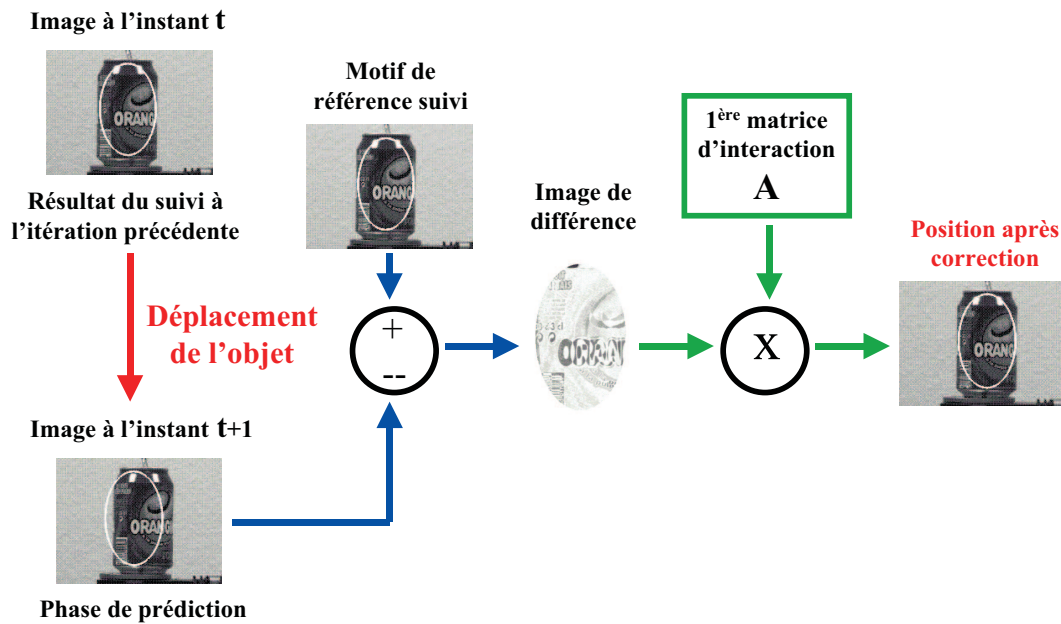 Image à l'instant t
ORANG
Résultat du suivi à
l'itération précédente
Déplacement
de l'objet
Image à l'instant t+1
ORANG
Phase de prédiction
Motif de
référence suivi
ORANG
+
--
Image de
différence
1ère matrice
d'interaction
A
X
Position après
correction
ORANG